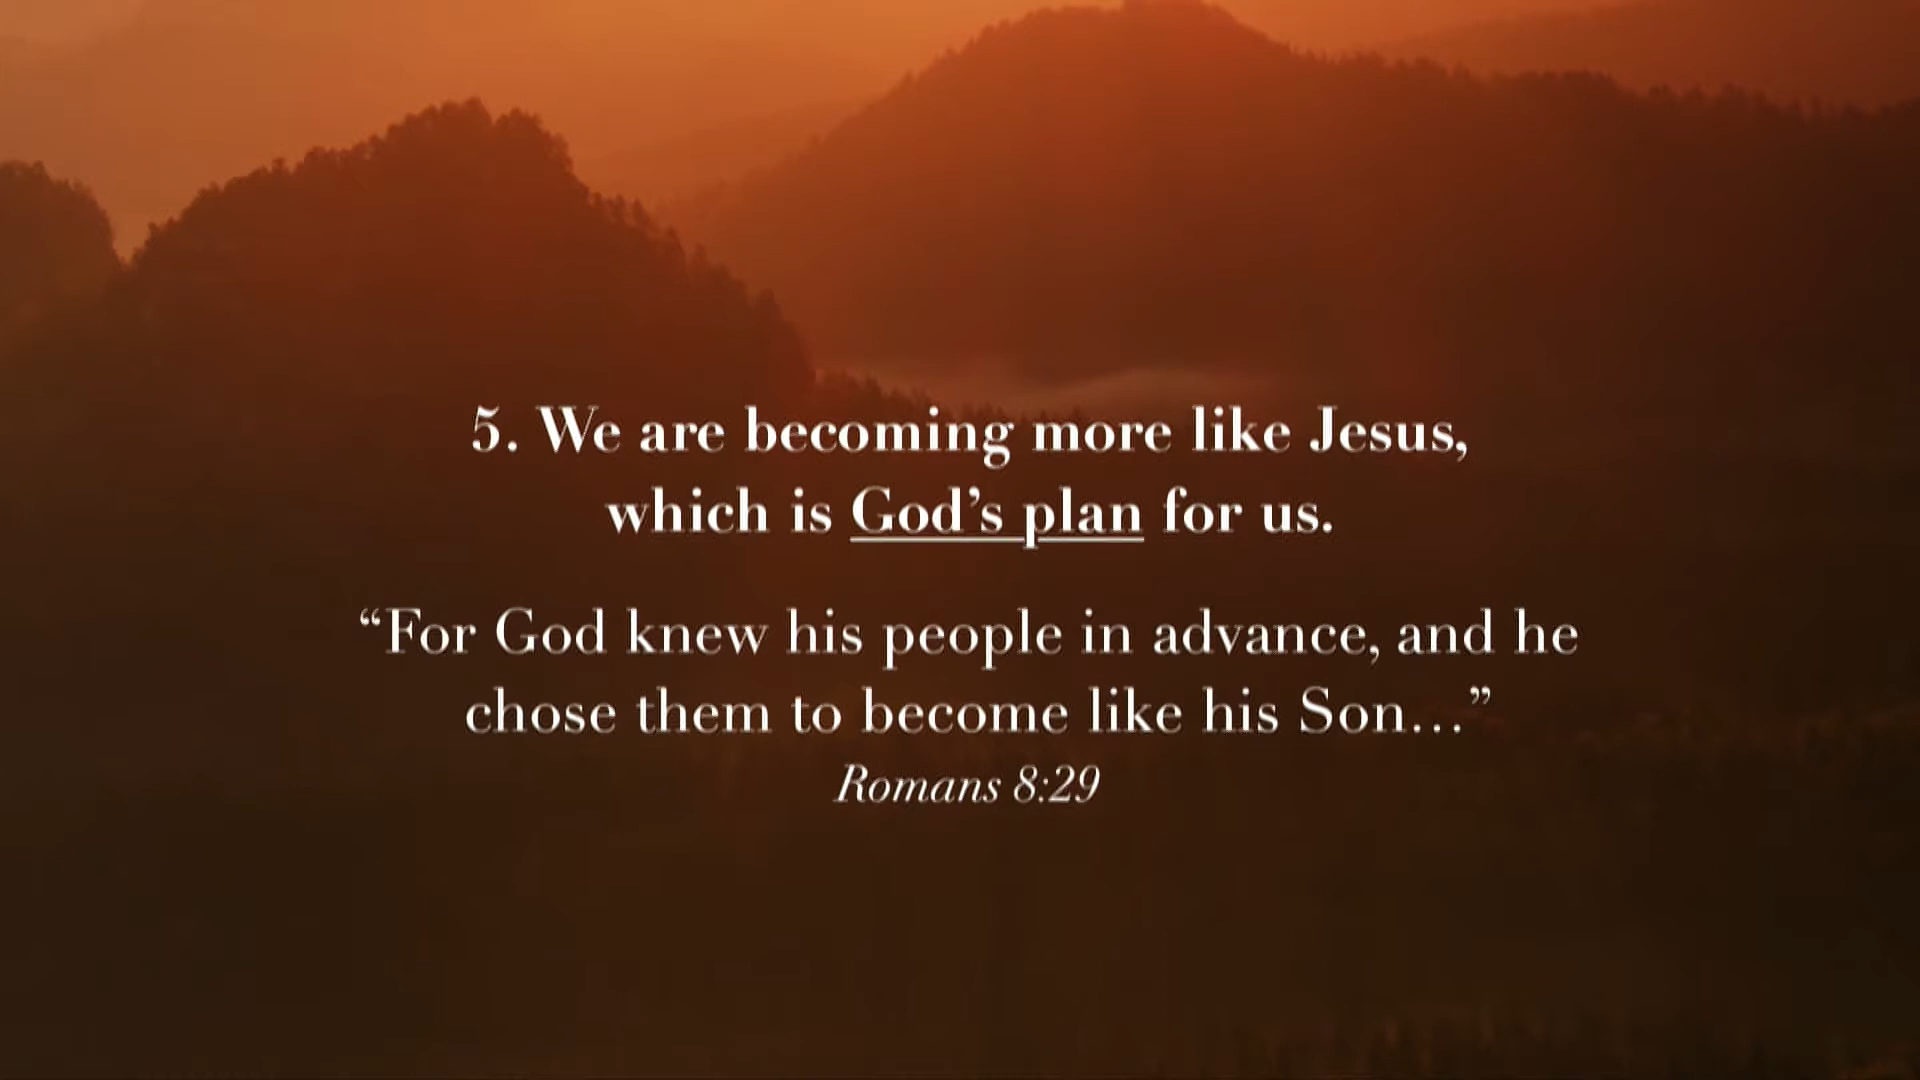 5. We are becoming more like Jesus,
which is God’s plan for us.
“For God knew his people in advance, and he
chose them to become like his Son…”
Romans 8:29